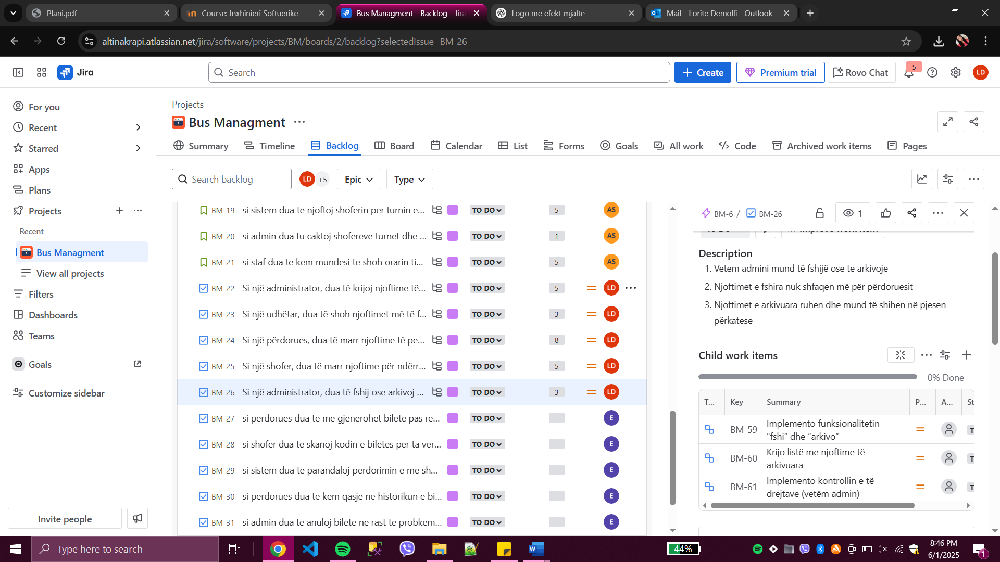 Plani.pdf
Course: Inxhinieri Softuerike
Bus Managment - Backlog - Jira
Logo me efekt mjaltë
Mail - Loritë Demolli - Outlook
altinakrapi.atlassian.net/jira/software/projects/BM/boards/2/backlog?selectedIssue=BM-26
Jira
Search
Create
Premium trial
Rovo Chat
5
LD
For you
Recent
Starred
Apps
Plans
Projects
Recent
Bus Managment
View all projects
Filters
Dashboards
Teams
Goals
Customize sidebar
Invite people
Projects
Bus Managment
Summary
Timeline
Backlog
Board
Calendar
List
Forms
Goals
All work
Code
Archived work items
Pages
Search backlog
LD
+5
Epic
Type
BM-19 si sistem dua te njoftoj shoferin per turnin e... TO DO 5 AS
BM-20 si admin dua tu caktoj shofereve turnet dhe ... TO DO 1 AS
BM-21 si staf dua te kem mundesi te shoh orarin ti... TO DO 5 AS
BM-22 Si një administrator, dua të krijoj njoftime të... TO DO 5 LD
BM-23 Si një udhëtar, dua të shoh njoftimet më të f... TO DO 3 LD
BM-24 Si një përdorues, dua të marr njoftime të pe... TO DO 8 LD
BM-25 Si një shofer, dua të marr njoftime për ndërr... TO DO 5 LD
BM-26 Si një administrator, dua të fshij ose arkivoj ... TO DO 3 LD
BM-27 si perdorues dua te me gjenerohet bilete pas re... TO DO - E
BM-28 si shofer dua te skanoj kodin e biletes per ta ver... TO DO - E
BM-29 si sistem dua te parandaloj perdorimin e me sh... TO DO - E
BM-30 si perdorues dua te kem qasje ne historikun e bi... TO DO - E
BM-31 si admin dua te anuloj bilete ne rast te probkem... TO DO - E
BM-6 / BM-26
1
Description
1. Vetem admini mund të fshijë ose te arkivoje
2. Njoftimet e fshira nuk shfaqen më për përdoruesit
3. Njoftimet e arkivuara ruhen dhe mund të shihen në pjesen
përkatese
Child work items
0% Done
T... Key Summary P... A... St
BM-59 Implemento funksionalitetin
“fshi” dhe “arkivo”
T
BM-60 Krijo listë me njoftime të
arkivuara
T
BM-61 Implemento kontrollin e të
drejtave (vetëm admin)
T
Type here to search
44%
8:46 PM
6/1/2025
1